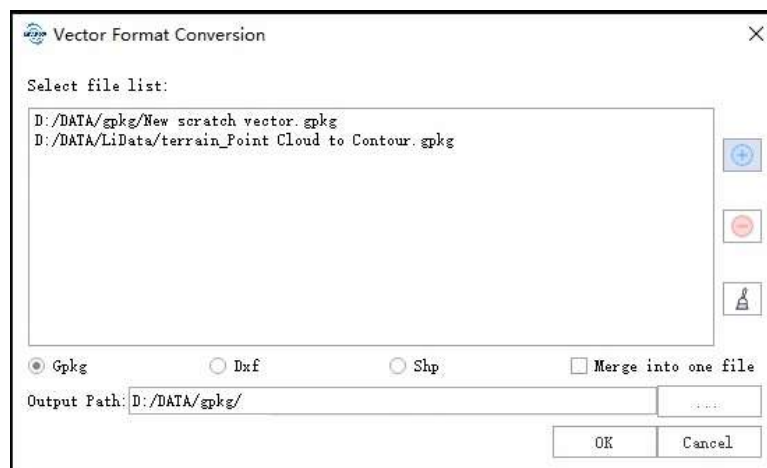 Vector Format Conversion
Select file list:
D:/DATA/gpkg/New scratch vector.gpkg
D:/DATA/LiData/terrain_Point Cloud to Contour.gpkg
Gpkg Dxf Shp Merge into one file
Output Path: D:/DATA/gpkg/ ...
OK Cancel